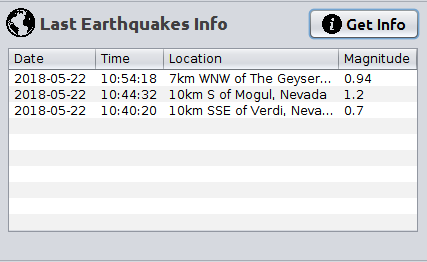 Last Earthquakes Info
Get Info
Date Time Location Magnitude
2018-05-22 10:54:18 7km WNW of The Geyser... 0.94
2018-05-22 10:44:32 10km S of Mogul, Nevada 1.2
2018-05-22 10:40:20 10km SSE of Verdi, Neva... 0.7